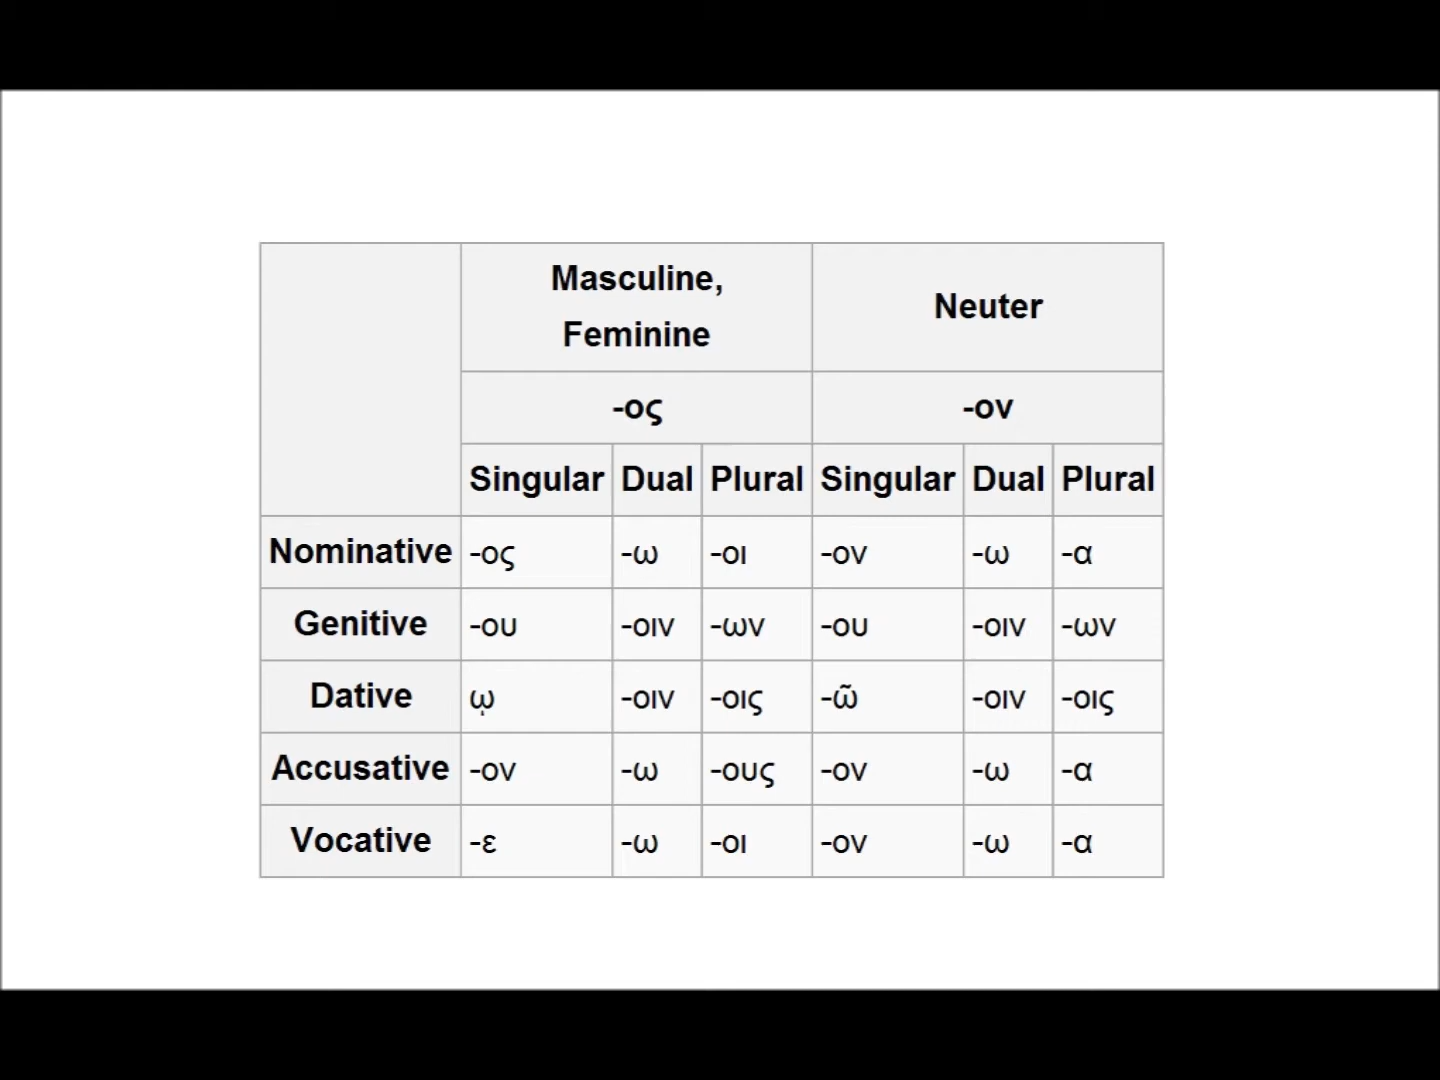 Masculine,
Feminine
Neuter
-ος
-ον
Singular Dual Plural Singular Dual Plural
Nominative -ος -ω -οι -ον -ω -α
Genitive -ου -οιν -ων -ου -οιν -ων
Dative ῳ -οιν -οις -ῶ -οιν -οις
Accusative -ον -ω -ους -ον -ω -α
Vocative -ε -ω -οι -ον -ω -α